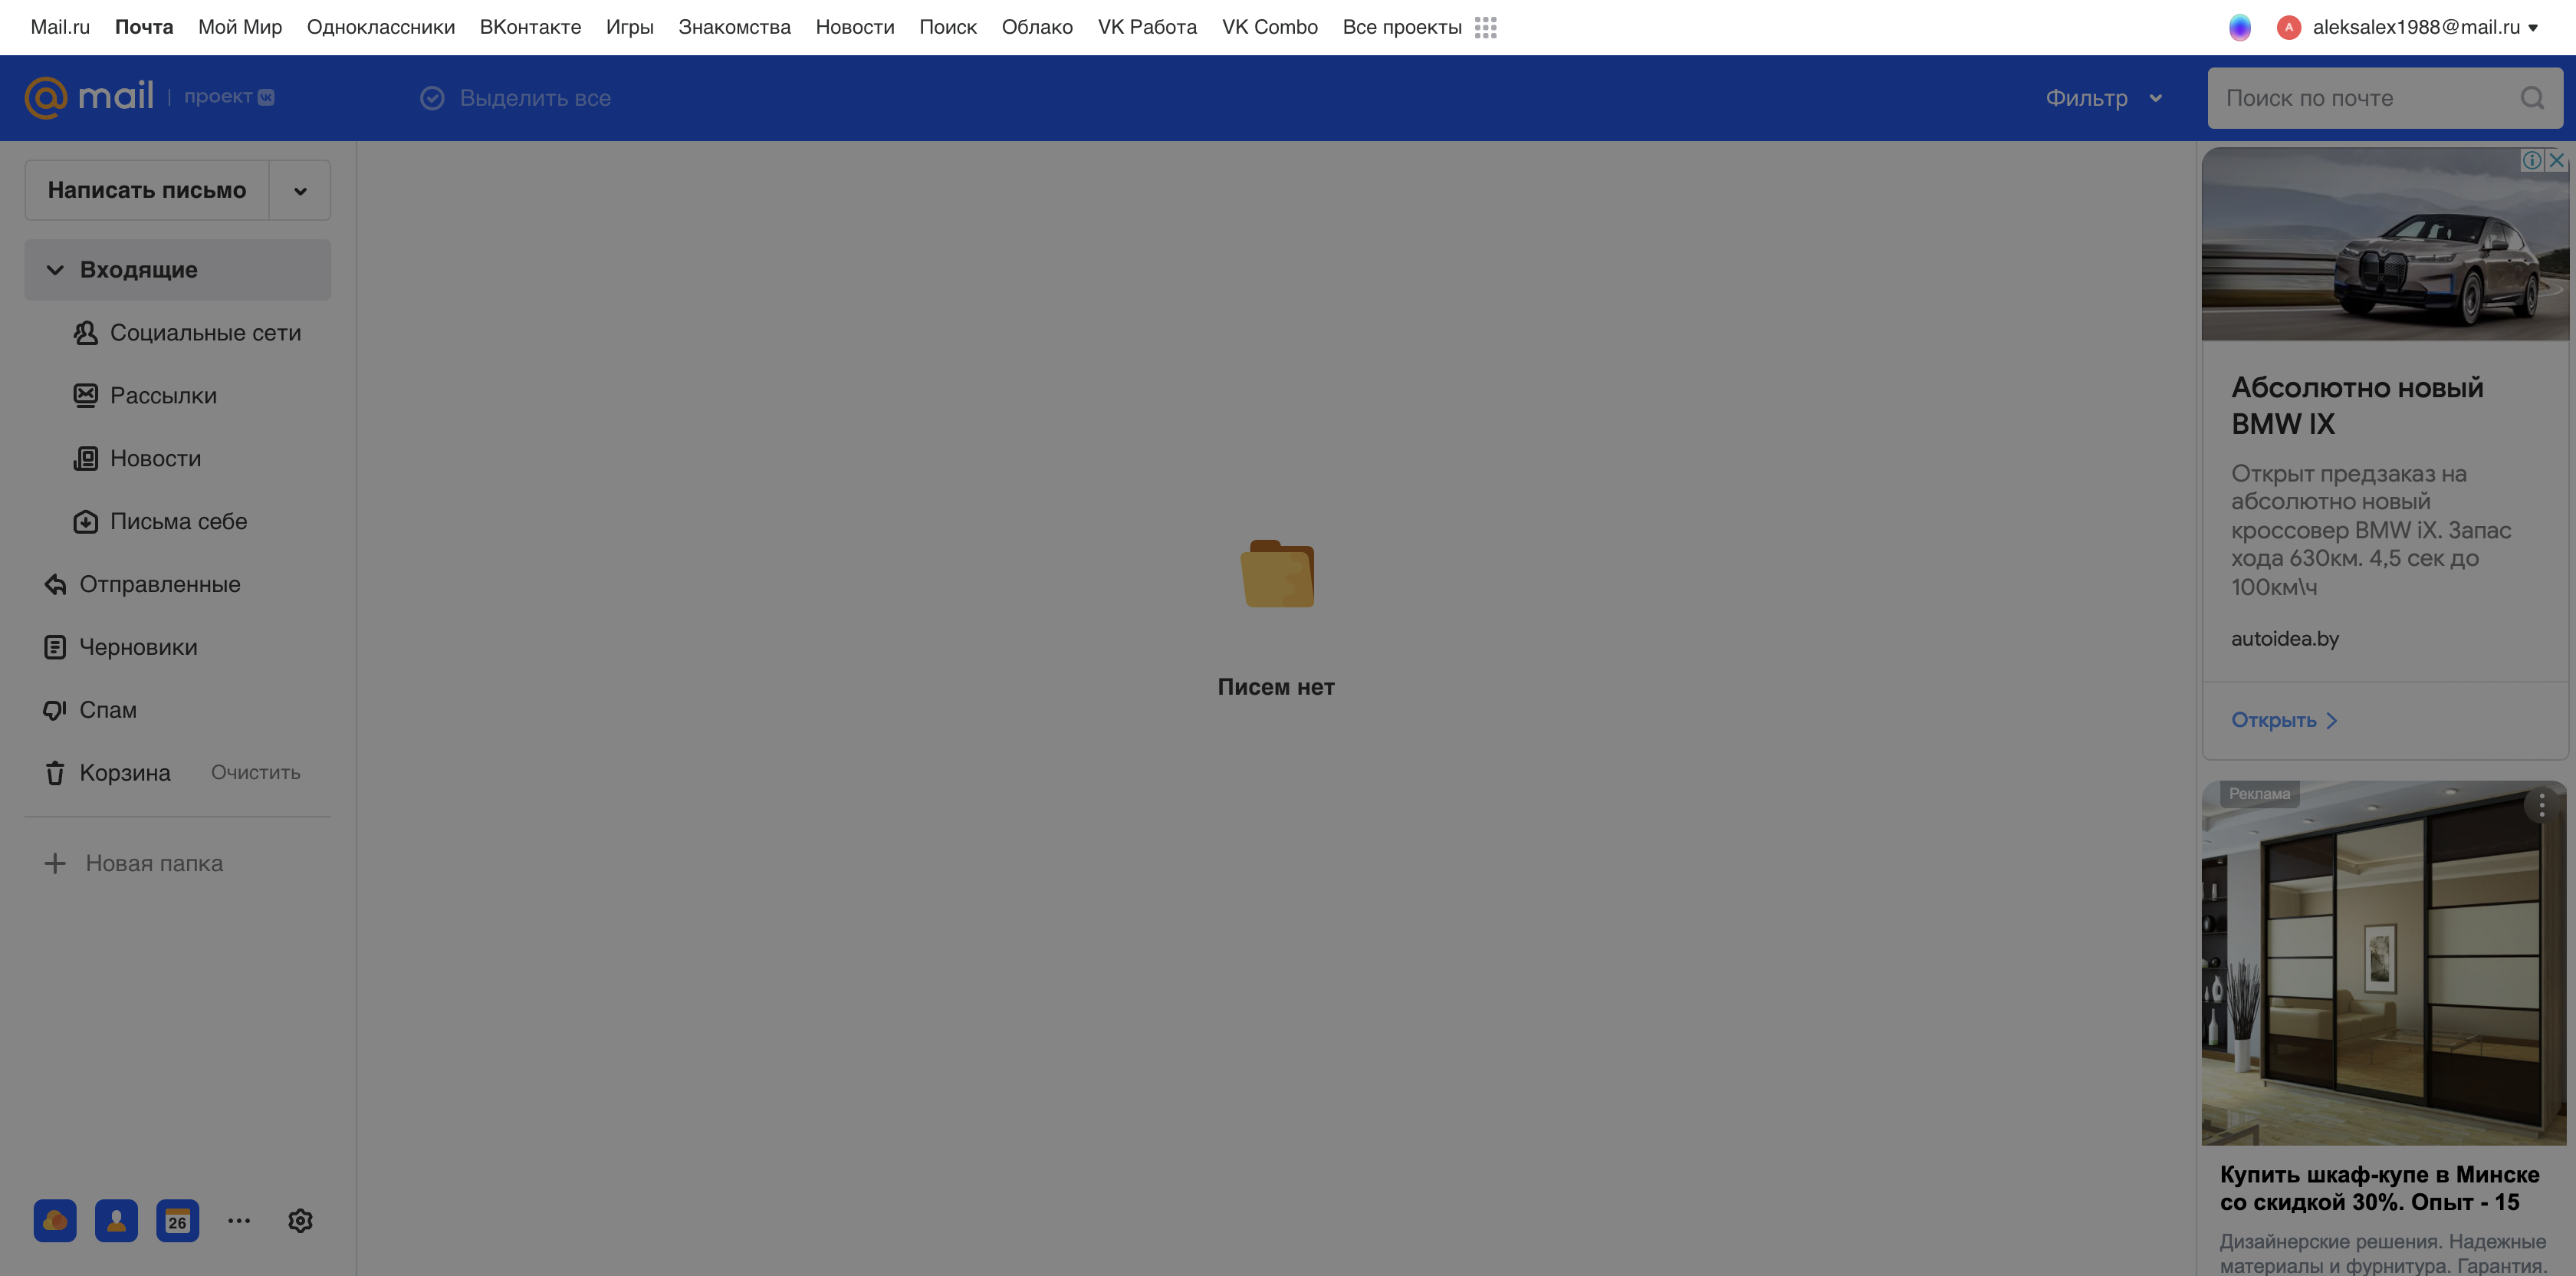 Mail.ru Почта Мой Мир Одноклассники ВКонтакте Игры Знакомства Новости Поиск Облако VK Работа VK Combo Все проекты
A aleksalex1988@mail.ru
@mail | проект
Выделить все
Фильтр
Поиск по почте
Написать письмо
Входящие
Социальные сети
Рассылки
Новости
Письма себе
Отправленные
Черновики
Спам
Корзина Очистить
Новая папка
26
Писем нет
Абсолютно новый
BMW IX
Открыт предзаказ на
абсолютно новый
кроссовер BMW iX. Запас
хода 630км. 4,5 сек до
100км\ч
autoidea.by
Открыть
Реклама
Купить шкаф-купе в Минске
со скидкой 30%. Опыт - 15
Дизайнерские решения. Надежные
материалы и фурнитура. Гарантия.